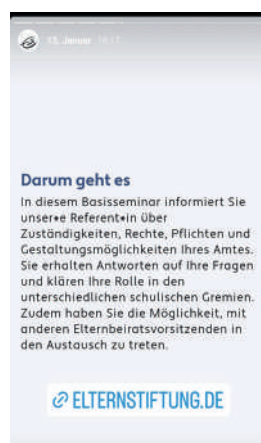 13. Januar
Darum geht es
In diesem Basisseminar informiert Sie
unser•e Referent•in über
Zuständigkeiten, Rechte, Pflichten und
Gestaltungsmöglichkeiten Ihres Amtes.
Sie erhalten Antworten auf Ihre Fragen
und klären Ihre Rolle in den
unterschiedlichen schulischen Gremien.
Zudem haben Sie die Möglichkeit, mit
anderen Elternbeiratsvorsitzenden in
den Austausch zu treten.
ELTERNSTIFTUNG.DE